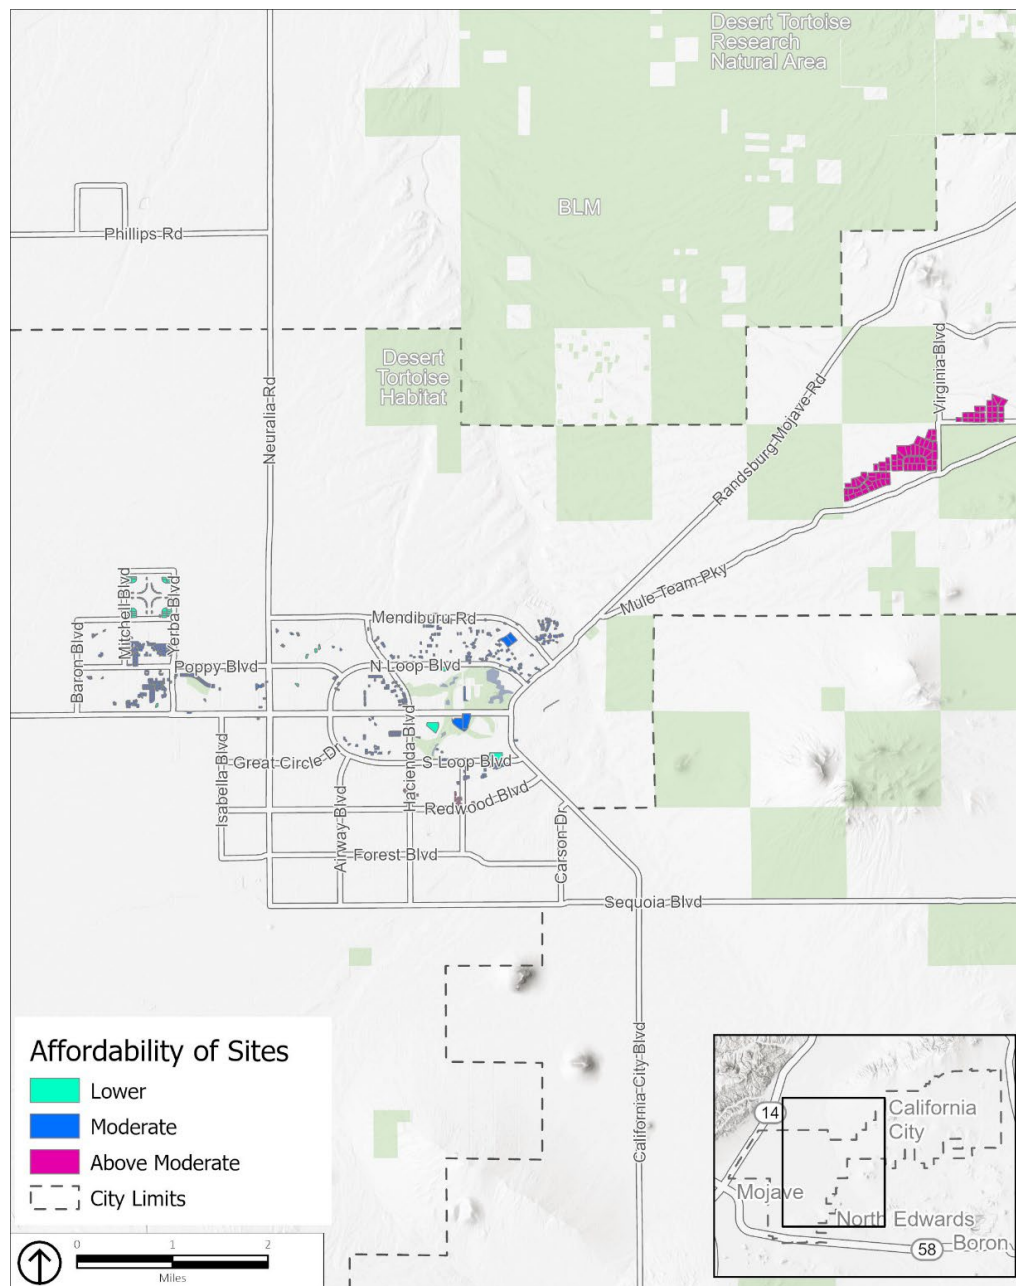 Desert Tortoise
Research
Natural Area
BLM
Phillips Rd
Desert
Tortoise
Habitat
Neuralia Rd
Virginia Blvd
Randsburg-Mojave Rd
Mule Team Pky
Mendiburu Rd
Mitchell Blvd
Yerba Blvd
Baron Blvd
Poppy Blvd
N Loop Blvd
Hacienda Blvd
Isabella Blvd
Great Circle Dr
S Loop Blvd
Airway Blvd
Redwood Blvd
Forest Blvd
Carson Dr
Sequoia Blvd
California City Blvd
Affordability of Sites
Lower
Moderate
Above Moderate
City Limits
0 1 2
Miles
14
California
City
Mojave
North Edwards
Boron
58